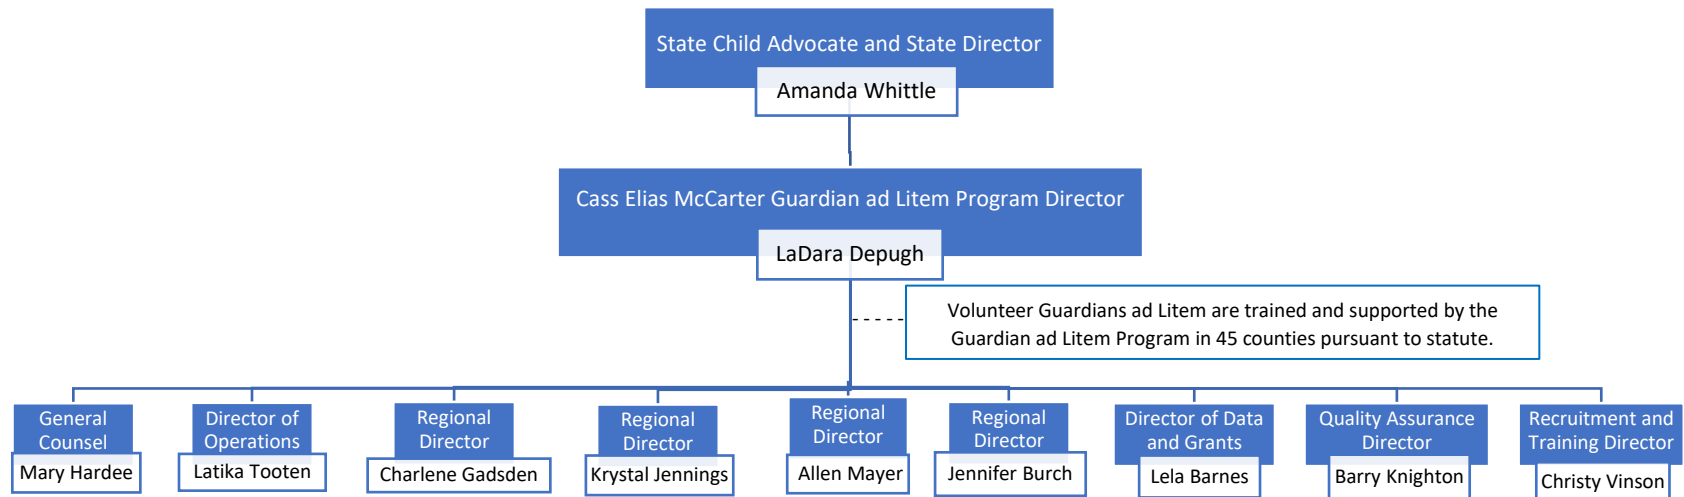 State Child Advocate and State Director
Amanda Whittle
Cass Elias McCarter Guardian ad Litem Program Director
LaDara Depugh
Volunteer Guardians ad Litem are trained and supported by the
Guardian ad Litem Program in 45 counties pursuant to statute.
General
Counsel
Mary Hardee
Director of
Operations
Latika Tooten
Regional
Director
Charlene Gadsden
Regional
Director
Krystal Jennings
Regional
Director
Allen Mayer
Regional
Director
Jennifer Burch
Director of Data
and Grants
Lela Barnes
Quality Assurance
Director
Barry Knighton
Recruitment and
Training Director
Christy Vinson